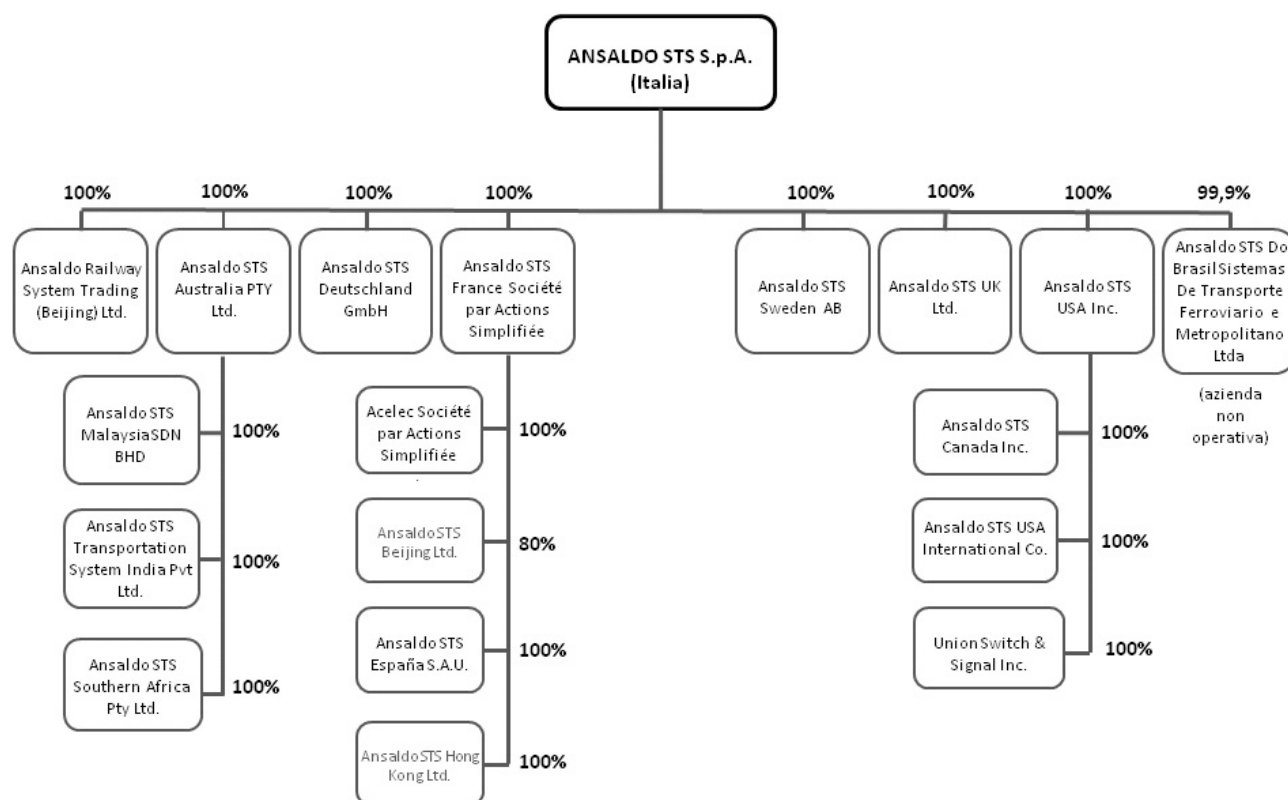 ANSALDO STS S.p.A.
(Italia)
100%
100%
100%
100%
100%
100%
100%
99,9%
Ansaldo Railway
System Trading
(Beijing) Ltd.
Ansaldo STS
Australia PTY
Ltd.
Ansaldo STS
Deutschland
GmbH
Ansaldo STS
France Société
par Actions
Simplifiée
Ansaldo STS
Sweden AB
Ansaldo STS UK
Ltd.
Ansaldo STS
USA Inc.
Ansaldo STS Do
Brasil Sistemas
De Transporte
Ferroviario e
Metropolitano
Ltda
(azienda
non
operativa)
Ansaldo STS
Malaysia SDN
BHD
100%
Ansaldo STS
Transportation
System India Pvt
Ltd.
100%
Ansaldo STS
Southern Africa
Pty Ltd.
100%
Acelec Société
par Actions
Simplifiée
100%
Ansaldo STS
Beijing Ltd.
80%
Ansaldo STS
España S.A.U.
100%
Ansaldo STS Hong
Kong Ltd.
100%
Ansaldo STS
Canada Inc.
100%
Ansaldo STS USA
International Co.
100%
Union Switch &
Signal Inc.
100%